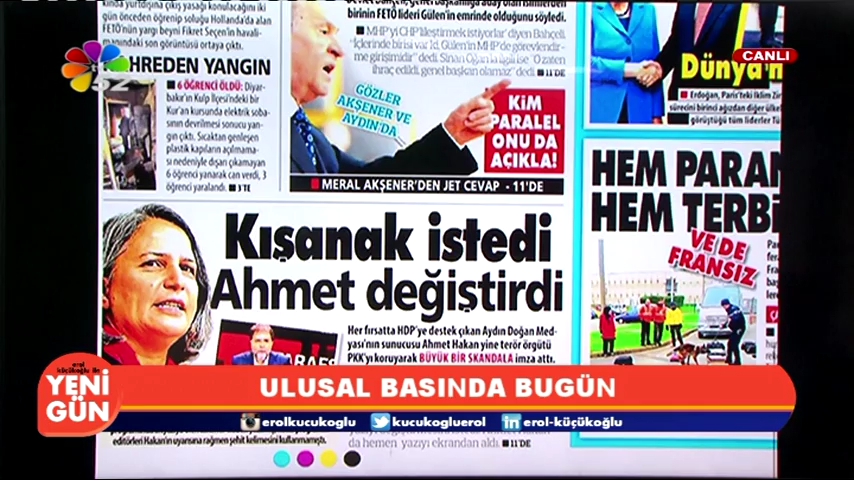 kiye yurtdışına çıkış yasağı konulacağını iki
gün önceden öğrenip soluğu Hollanda'da alan
FETÖ'nün yargı beyni Fikret Seçen'in havali-
manındaki son görüntüsü ortaya çıktı.
HREDEN YANGIN
6 ÖĞRENCİ ÖLDÜ: Diyar-
bakır'ın Kulp İlçesi'ndeki bir
Kur'an kursunda elektrik soba-
sının devrilmesi sonucu yan-
gın çıktı. Sıcaktan genleşen
plastik kapıların açılmama-
sı nedeniyle dışarı çıkamayan
6 öğrenci yanarak can verdi, 3
öğrenci yaralandı. 3'TE
birinin FETÖ lideri Gülen'in emrinde olduğunu söyledi.
MHP'yi CHP'lileştirmek istiyorlar' diyen Bahçeli,
'İçlerinde birisi var ki, Gülen'in MHP'de görevlendir-
me girişimidir" dedi. Sinan Oğan'la ilgili ise "O zaten
ihraç edildi, genel başkan olamaz" dedi. 11'DE
GÖZLER
AKŞENER VE
AYDIN'DA
KİM
PARALEL
ONU DA
AÇIKLA!
MERAL AKŞENER'DEN JET CEVAP - 11'DE
CANLI
Dünya'n
Erdoğan, Paris'teki İklim Zir
sürecini birinci ağızdan diğer ülke
görüştüğü tüm liderler Tü
HEM PARAN
HEM TERBİ
VE DE
FRANSIZ
52
Kışanak istedi
Ahmet değiştirdi
Her fırsatta HDP'ye destek çıkan Aydın Doğan Med-
yası'nın sunucusu Ahmet Hakan yine terör örgütü
PKK'yı koruyarak BÜYÜK BİR SKANDALA imza attı.
erol
küçükoğlu ile
YENİ
GÜN
ULUSAL BASINDA BUGÜN
erolkucukoglu kucukogluerol erol-küçükoğlu
editörleri Hakan'ın uyarısına rağmen şehit kelimesini kullanmamıştı.
da hemen yazıyı ekrandan aldı. 11'DE